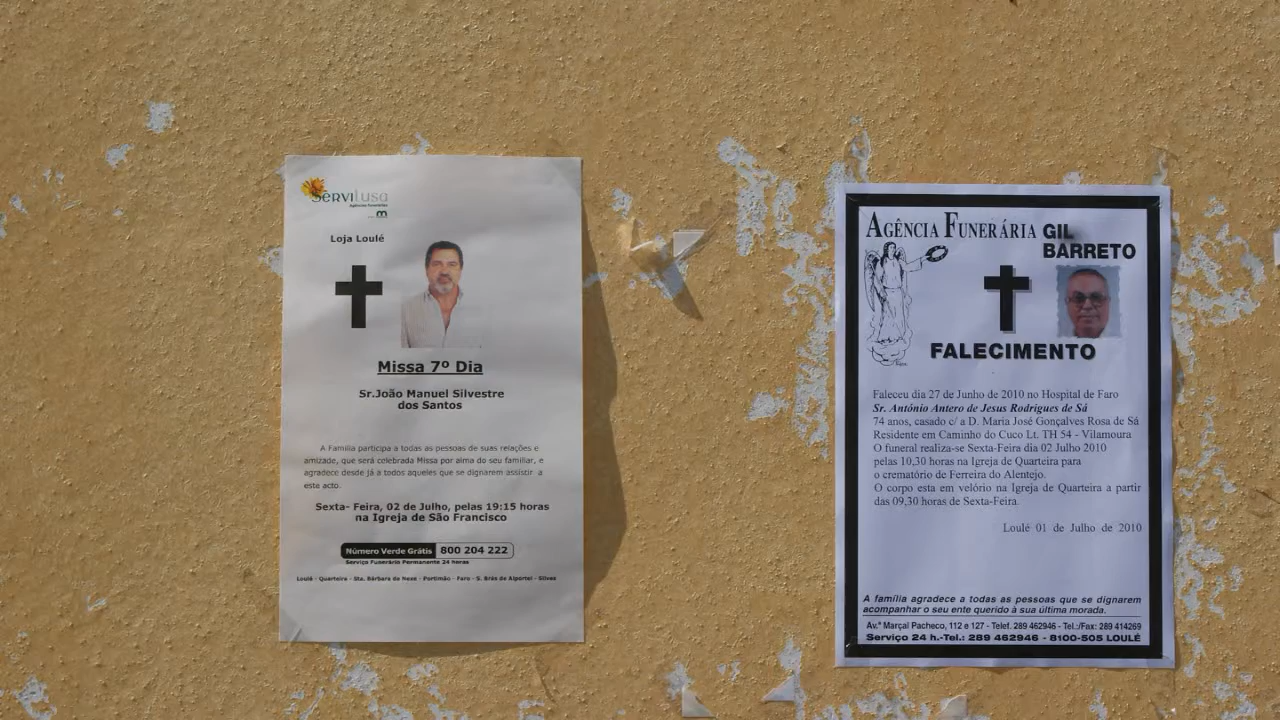 Servilusa
Agências Funerárias
Loja Loulé
Missa 7º Dia
Sr.João Manuel Silvestre
dos Santos
A Família participa a todas as pessoas de suas relações e
amizade, que será celebrada Missa por alma do seu familiar, e
agradece desde já a todos aqueles que se dignarem assistir a
este acto.
Sexta- Feira, 02 de Julho, pelas 19:15 horas
na Igreja de São Francisco
Número Verde Grátis 800 204 222
Serviço Funerário Permanente 24 horas
Loulé - Quarteira - Sta. Bárbara de Nexe - Portimão - Faro - S. Brás de Alportel - Silves
AGÊNCIA FUNERÁRIA GIL
BARRETO
FALECIMENTO
Faleceu dia 27 de Junho de 2010 no Hospital de Faro
Sr. António Antero de Jesus Rodrigues de Sá
74 anos, casado c/ a D. Maria José Gonçalves Rosa de Sá
Residente em Caminho do Cuco Lt. TH 54 - Vilamoura
O funeral realiza-se Sexta-Feira dia 02 Julho 2010
pelas 10,30 horas na Igreja de Quarteira para
o crematório de Ferreira do Alentejo.
O corpo esta em velório na Igreja de Quarteira a partir
das 09,30 horas de Sexta-Feira.
Loulé 01 de Julho de 2010
A família agradece a todas as pessoas que se dignarem
acompanhar o seu ente querido à sua última morada.
Av.ª Marçal Pacheco, 112 e 127 - Telef. 289 462946 - Tel.:/Fax: 289 414269
Serviço 24 h.-Tel.: 289 462946 - 8100-505 LOULÉ